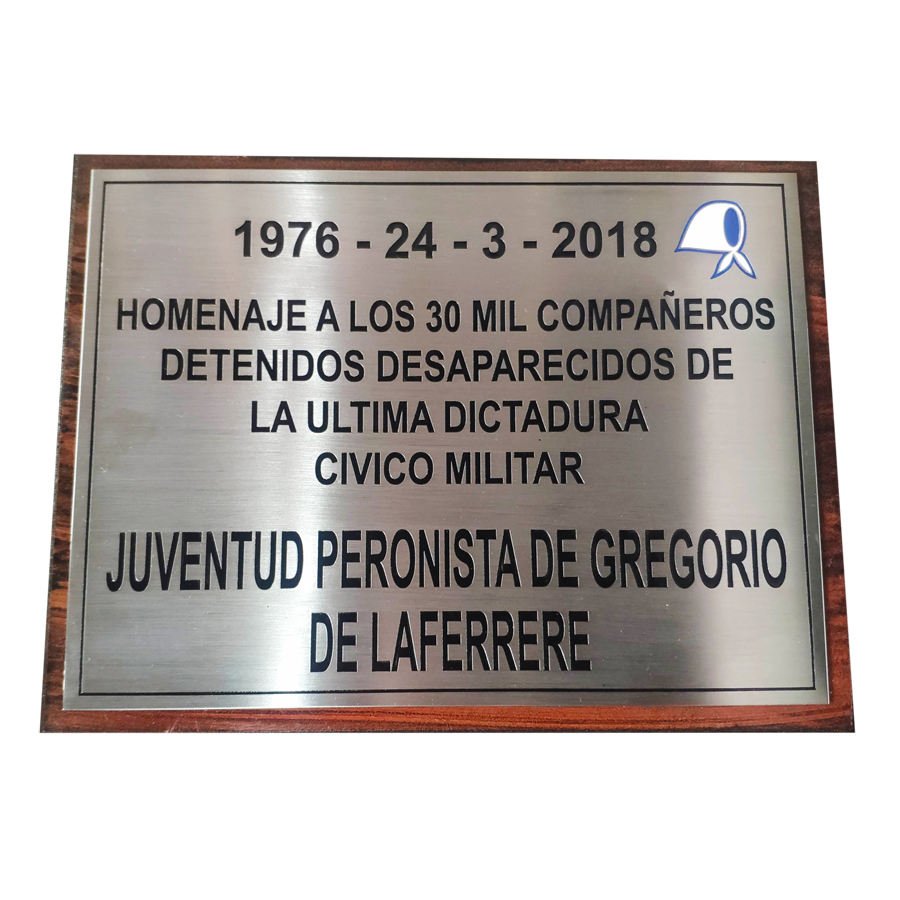 1976 - 24 - 3 - 2018
HOMENAJE A LOS 30 MIL COMPAÑEROS
DETENIDOS DESAPARECIDOS DE
LA ULTIMA DICTADURA
CIVICO MILITAR
JUVENTUD PERONISTA DE GREGORIO
DE LAFERRERE